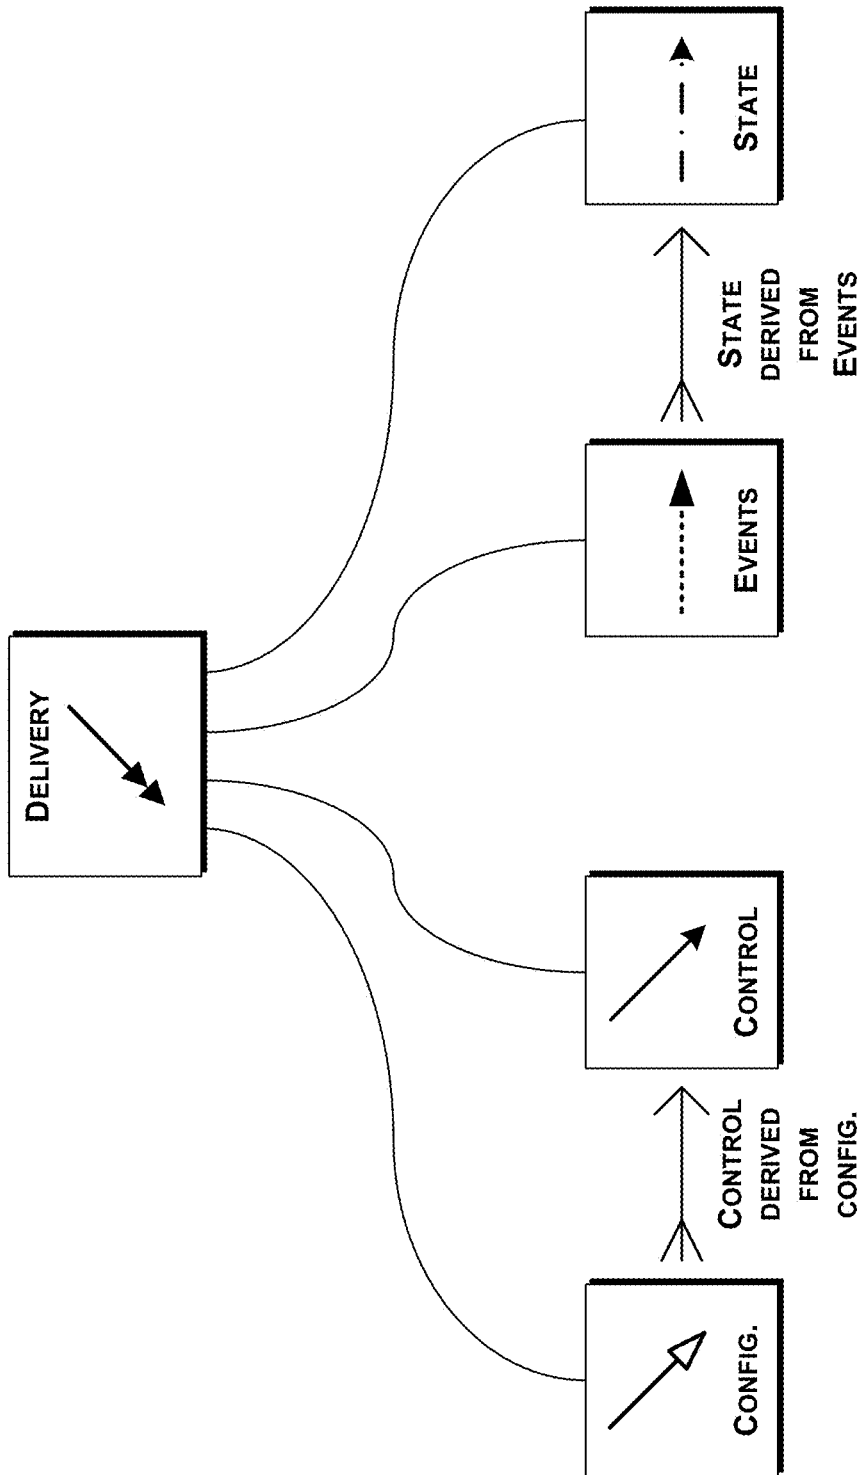 DELIVERY
CONFIG.
CONTROL
DERIVED
FROM
CONFIG.
CONTROL
EVENTS
STATE
DERIVED
FROM
EVENTS
STATE